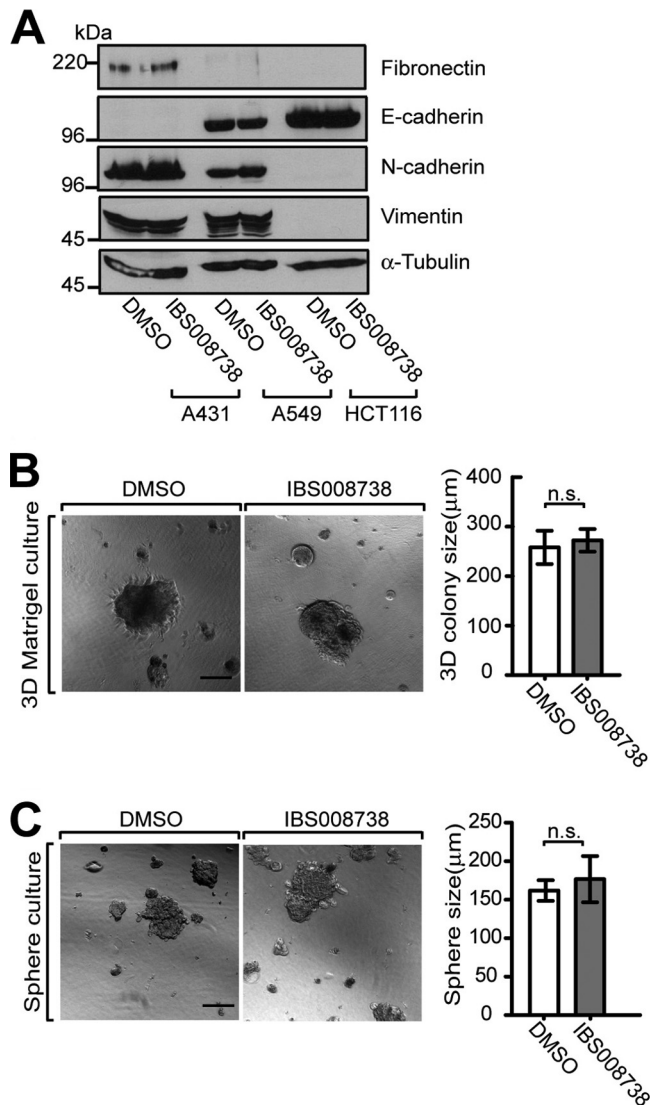 A
kDa
220
Fibronectin
E-cadherin
96
N-cadherin
96
Vimentin
45
α-Tubulin
45
DMSO IBS008738 DMSO IBS008738 DMSO IBS008738
A431 A549 HCT116
B
DMSO IBS008738
3D Matrigel culture
400
300
200
100
0
3D colony size(μm)
n.s.
DMSO IBS008738
C
DMSO IBS008738
Sphere culture
200
150
100
50
0
Sphere size(μm)
n.s.
DMSO IBS008738